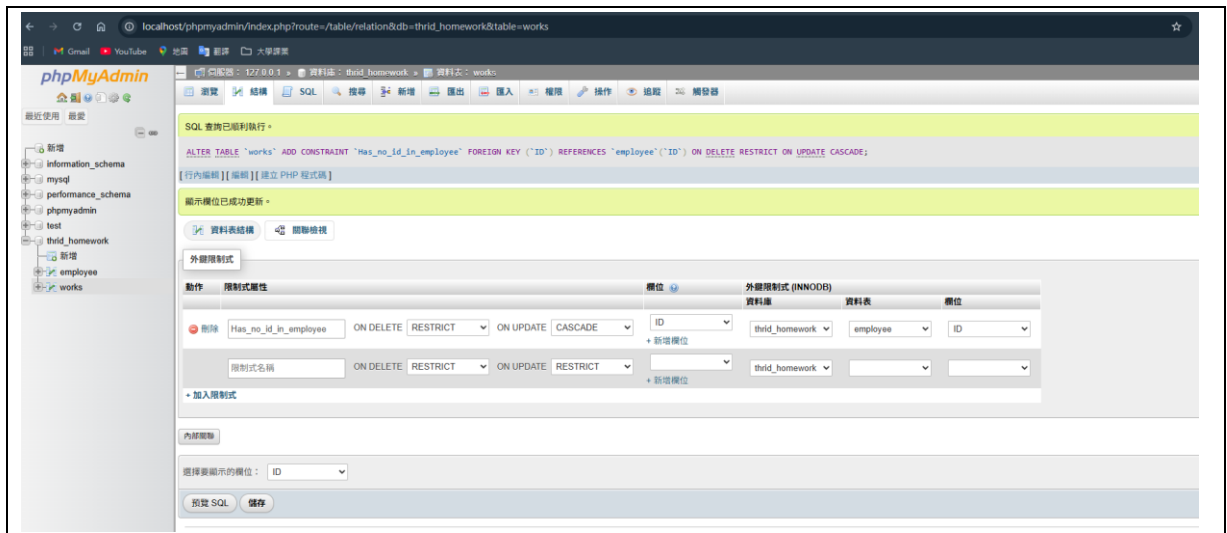 localhost/phpmyadmin/index.php?route=/table/relation&db=thrid_homework&table=works
Gmail YouTube 地圖 翻譯 大學課業
phpMyAdmin
最近使用 最愛
新增
information_schema
mysql
performance_schema
phpmyadmin
test
thrid_homework
新增
employee
works
伺服器: 127.0.0.1 » 資料庫: thrid_homework » 資料表: works
瀏覽 結構 SQL 搜尋 新增 匯出 匯入 權限 操作 追蹤 觸發器
SQL 查詢已順利執行。
ALTER TABLE `works` ADD CONSTRAINT `Has_no_id_in_employee` FOREIGN KEY (`ID`) REFERENCES `employee`(`ID`) ON DELETE RESTRICT ON UPDATE CASCADE;
[行內編輯] [編輯] [建立 PHP 程式碼]
顯示欄位已成功更新。
資料表結構 關聯檢視
外鍵限制式
動作 限制式屬性 欄位 外鍵限制式 (INNODB)
資料庫 資料表 欄位
刪除 Has_no_id_in_employee ON DELETE RESTRICT ON UPDATE CASCADE ID thrid_homework employee ID
+ 新增欄位
限制式名稱 ON DELETE RESTRICT ON UPDATE RESTRICT thrid_homework
+ 新增欄位
+ 加入限制式
內部關聯
選擇要顯示的欄位: ID
預覽 SQL 儲存